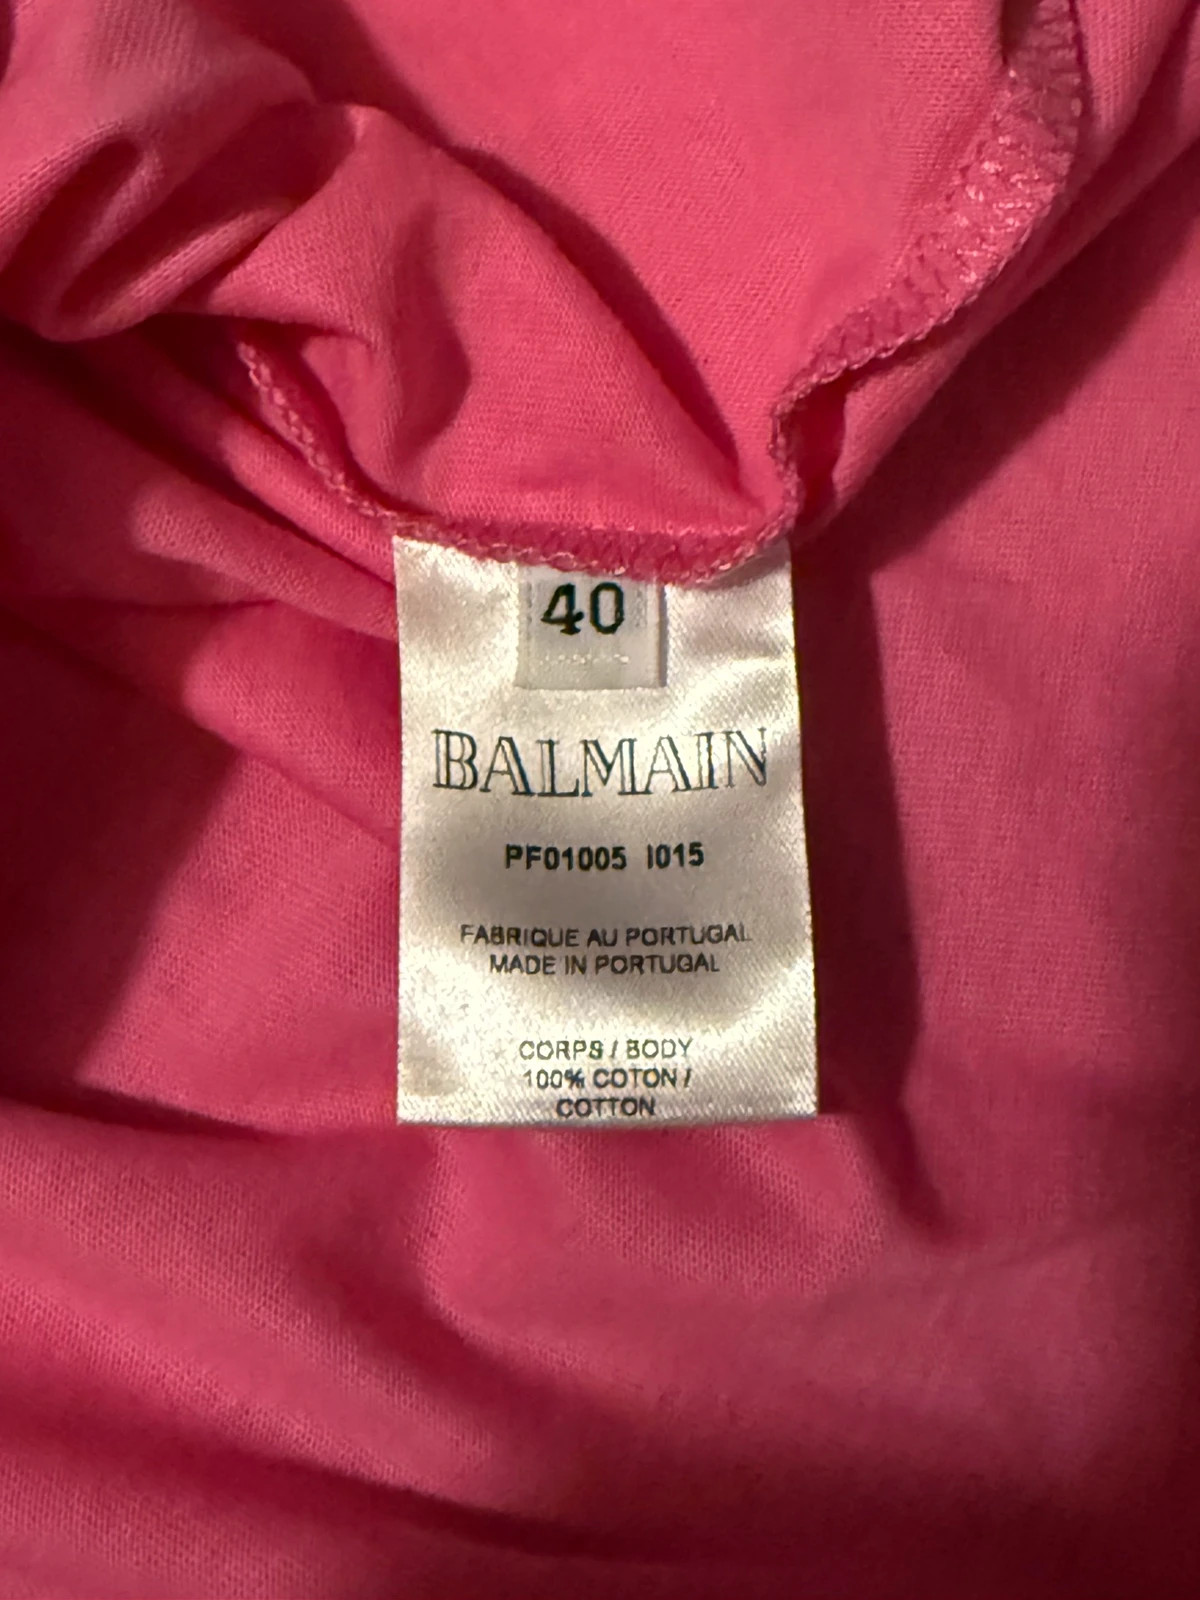 40
BALMAIN
PF01005 I015
FABRIQUE AU PORTUGAL
MADE IN PORTUGAL
CORPS / BODY
100% COTON /
COTTON